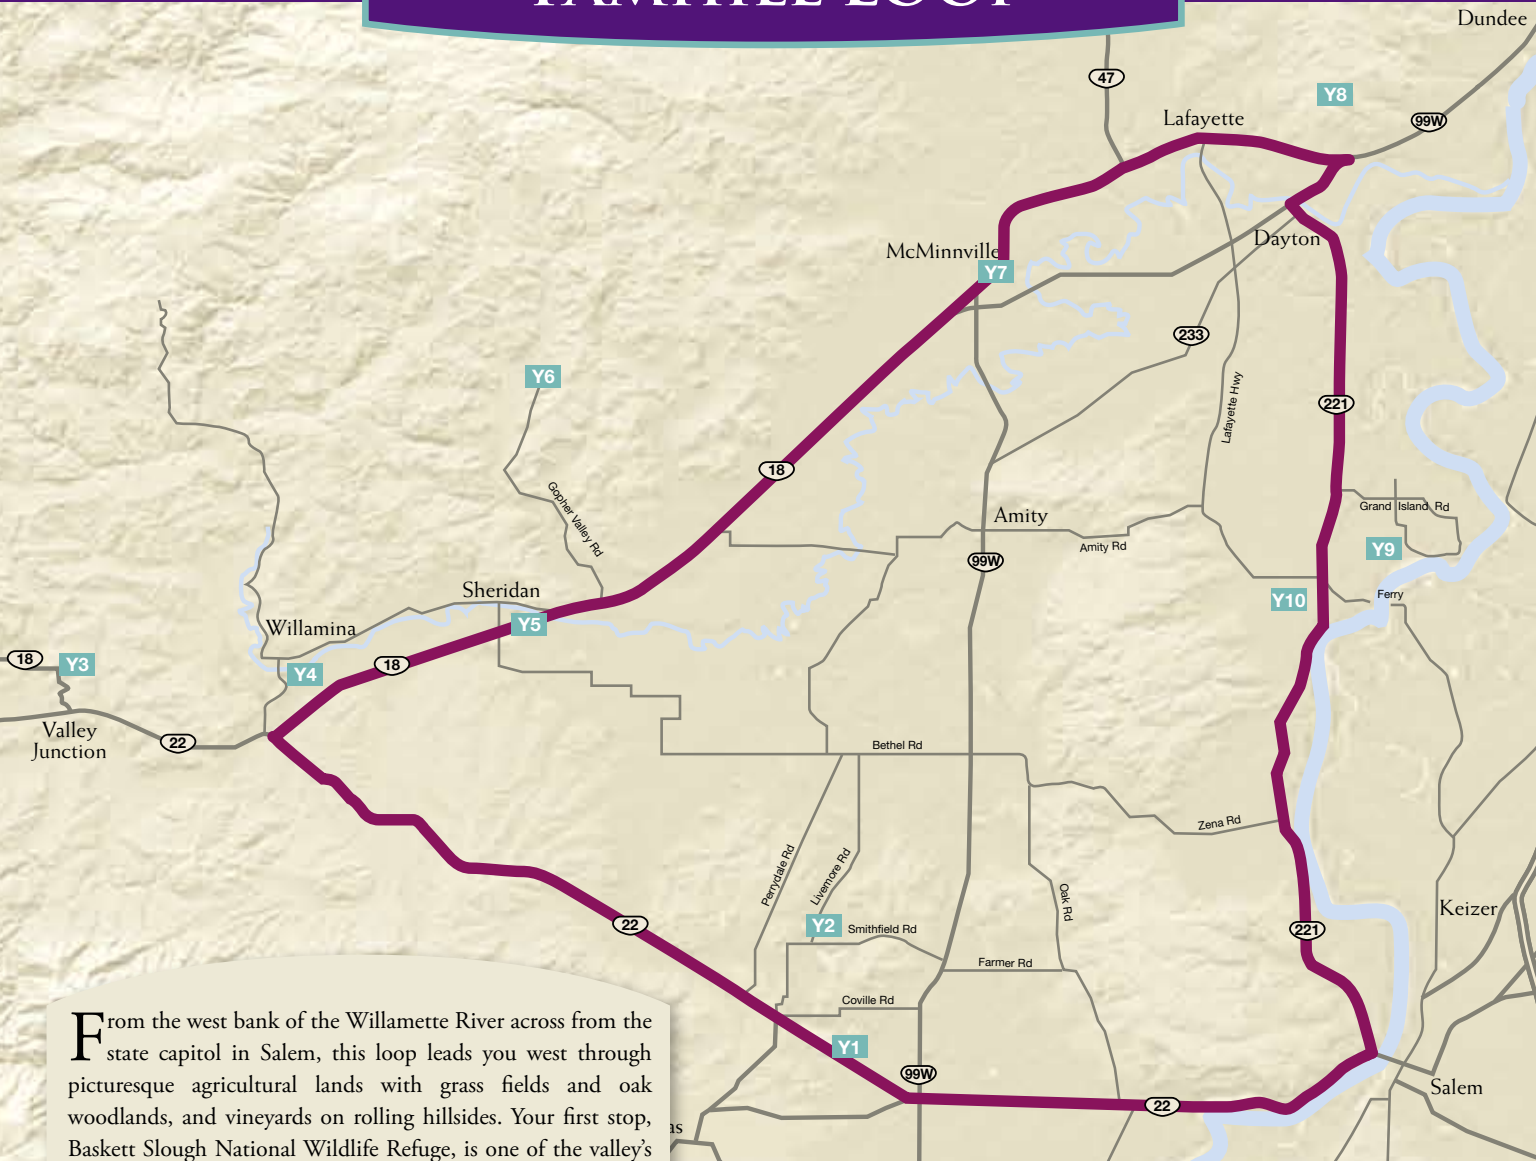 YAMHILL LOOP
Dundee
47
Y8
Lafayette
99W
McMinnville
Dayton
Y7
233
Y6
Lafayette Hwy
221
18
Gopher Valley Rd
Grand Island Rd
Amity
Amity Rd
99W
Y9
Sheridan
Ferry
Y10
Y5
Willamina
18
Y3
18
Y4
Valley
Junction
22
Bethel Rd
Zena Rd
Perrydale Rd
Livermore Rd
Oak Rd
Keizer
22
Y2
Smithfield Rd
221
Farmer Rd
Coville Rd
Y1
99W
Salem
22
as
From the west bank of the Willamette River across from the
state capitol in Salem, this loop leads you west through
picturesque agricultural lands with grass fields and oak
woodlands, and vineyards on rolling hillsides. Your first stop,
Baskett Slough National Wildlife Refuge, is one of the valley's